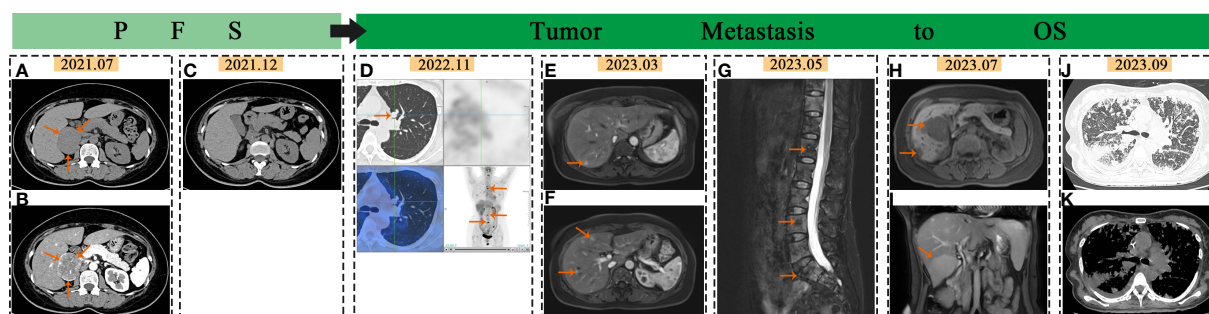 P F S
Tumor Metastasis to OS
A 2021.07
B
C 2021.12
D 2022.11
E 2023.03
F
G 2023.05
H 2023.07
I
J 2023.09
K